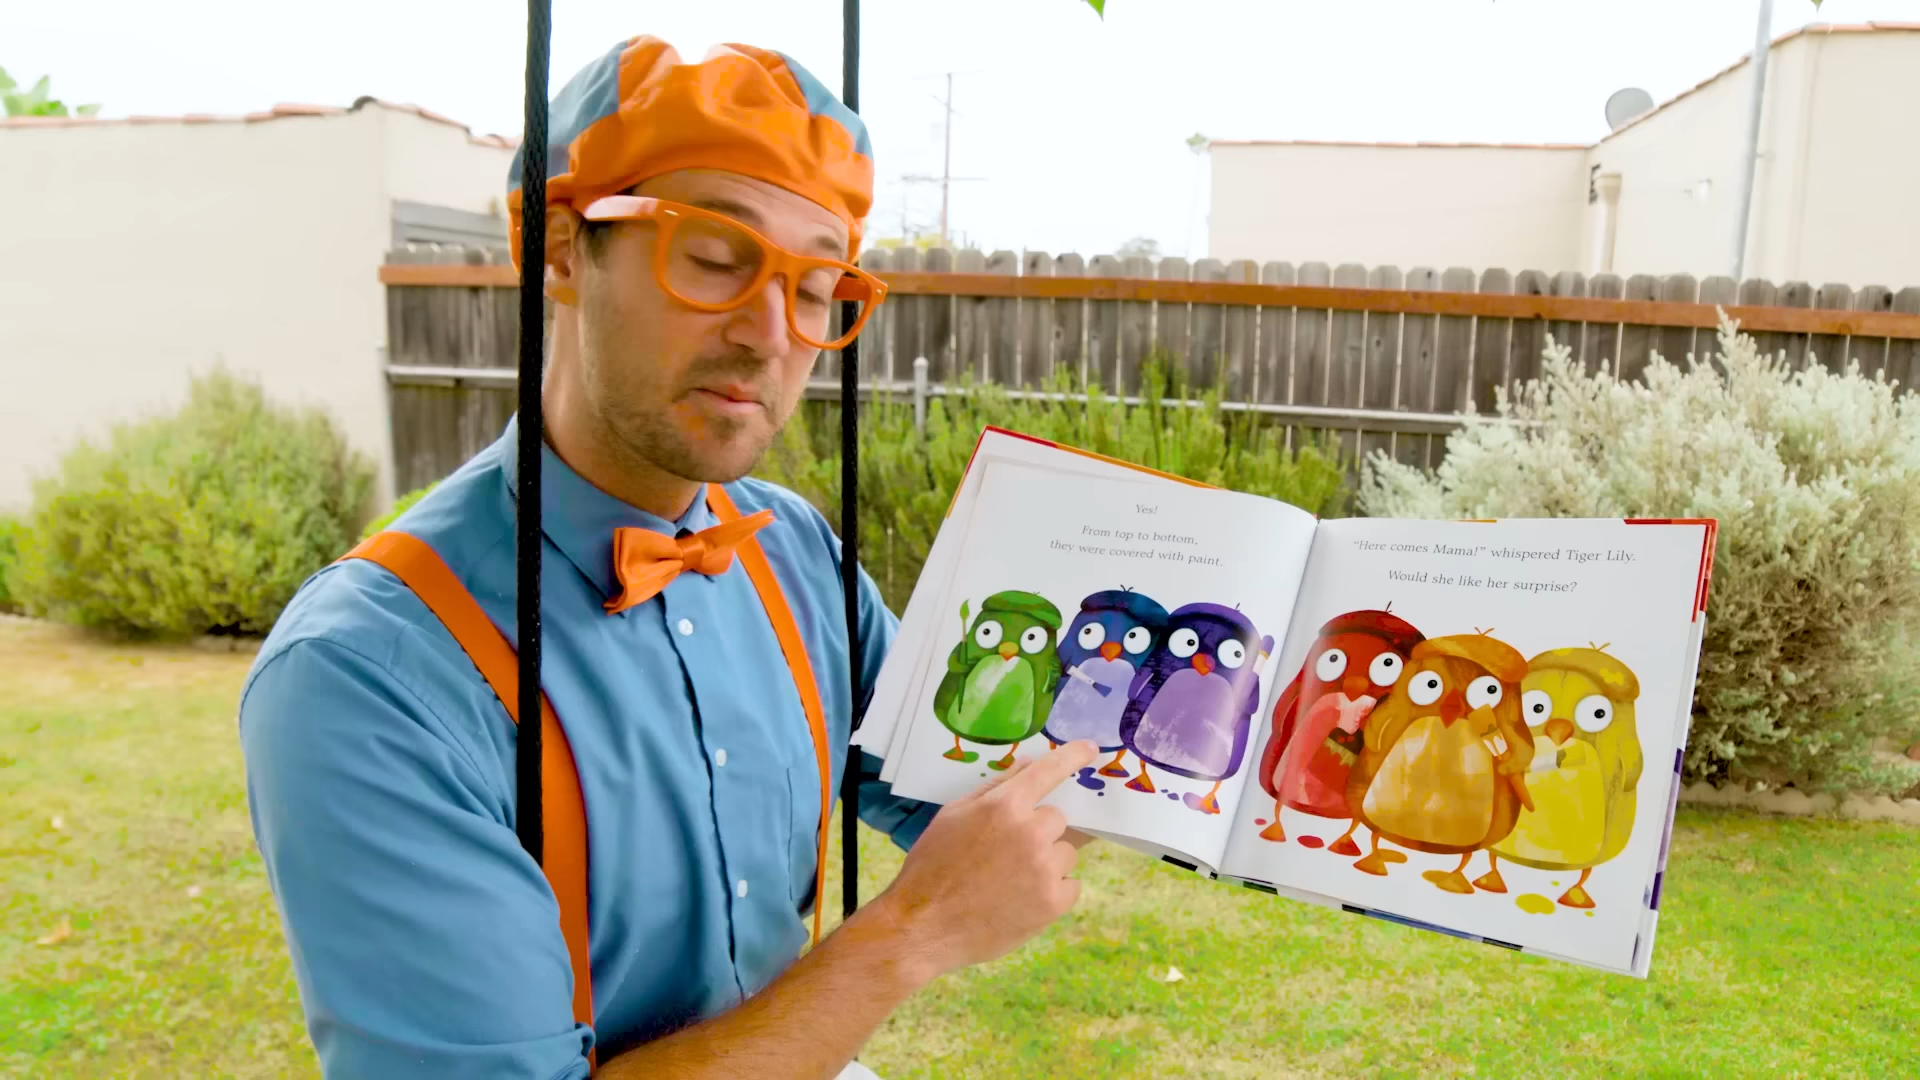 Yes!
From top to bottom,
they were covered with paint.
“Here comes Mama!” whispered Tiger Lily.
Would she like her surprise?